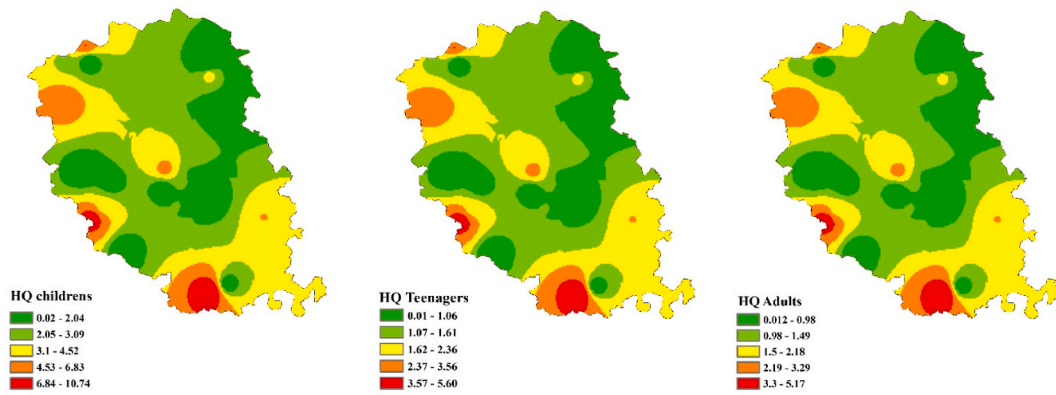 HQ childrens
0.02 - 2.04
2.05 - 3.09
3.1 - 4.52
4.53 - 6.83
6.84 - 10.74
HQ Teenagers
0.01 - 1.06
1.07 - 1.61
1.62 - 2.36
2.37 - 3.56
3.57 - 5.60
HQ Adults
0.012 - 0.98
0.98 - 1.49
1.5 - 2.18
2.19 - 3.29
3.3 - 5.17